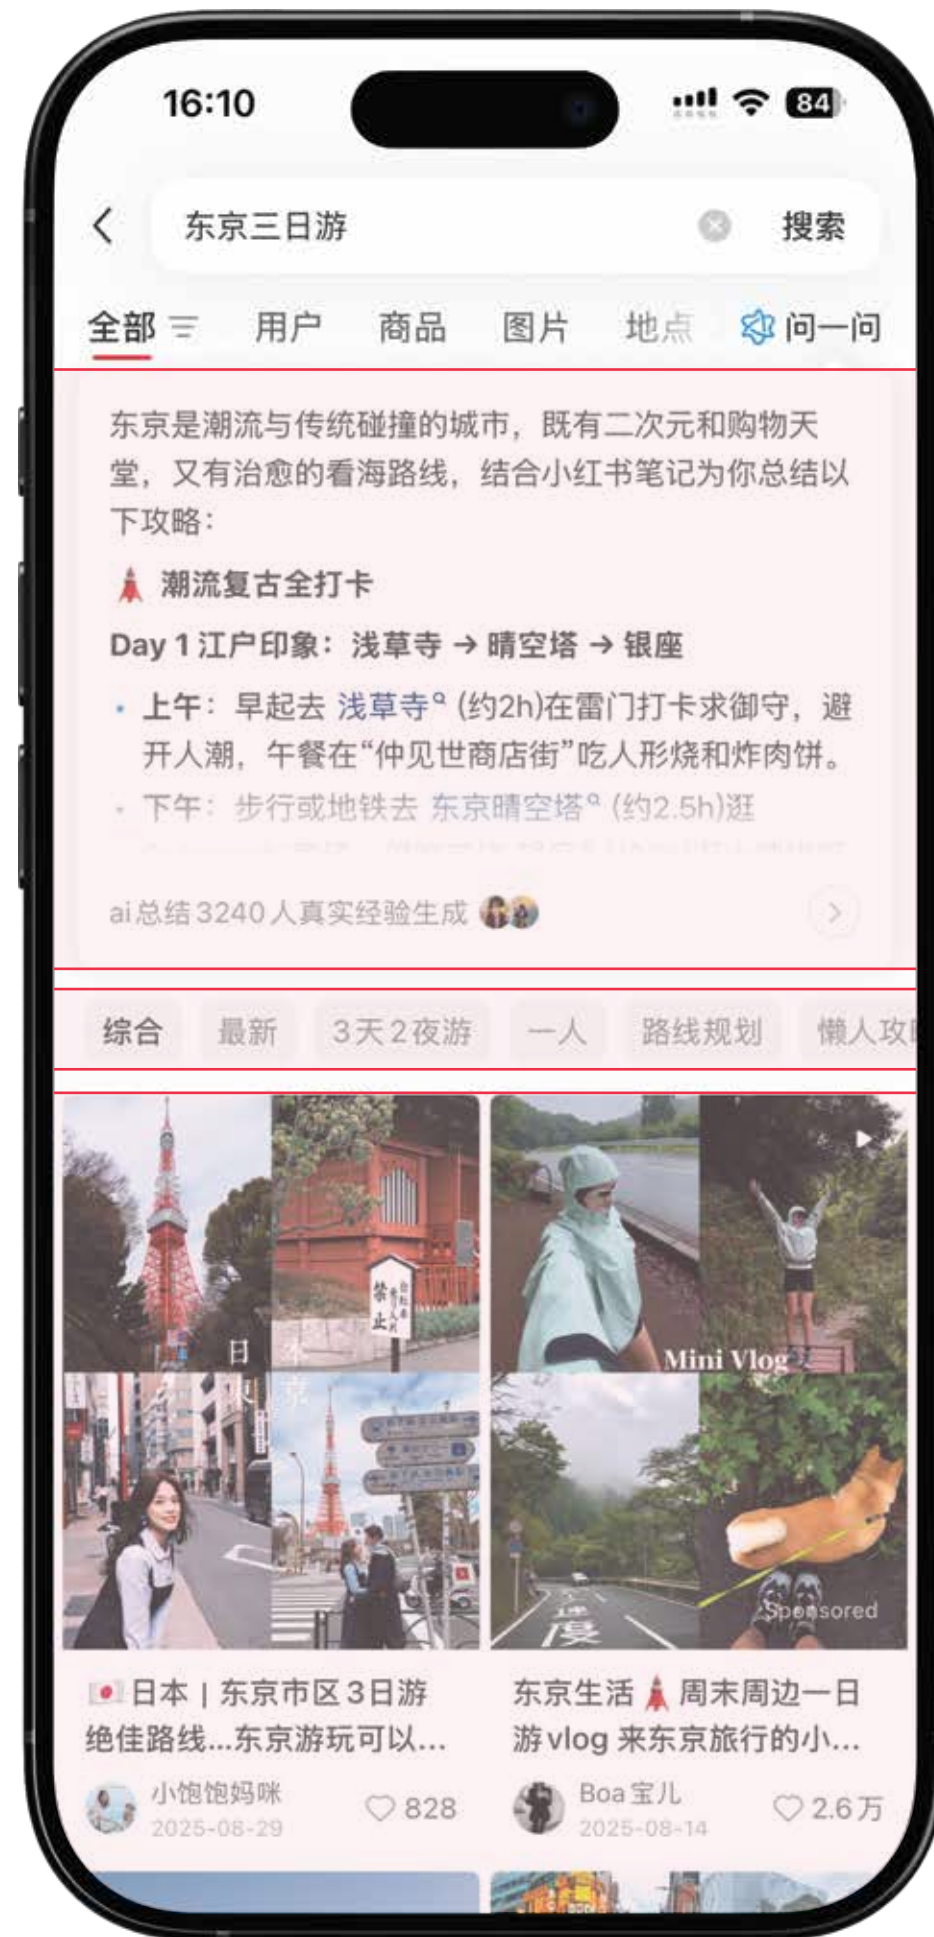 16:10
84
东京三日游
搜索
全部
用户
商品
图片
地点
问一问
东京是潮流与传统碰撞的城市，既有二次元和购物天
堂，又有治愈的看海路线，结合小红书笔记为你总结以
下攻略：
潮流复古全打卡
Day 1 江户印象：浅草寺 → 晴空塔 → 银座
· 上午：早起去 浅草寺 (约2h)在雷门打卡求御守，避
开人潮，午餐在“仲见世商店街”吃人形烧和炸肉饼。
· 下午：步行或地铁去 东京晴空塔 (约2.5h)逛
ai总结3240人真实经验生成
综合
最新
3天2夜游
一人
路线规划
懒人攻
禁止
日本
東京
Mini Vlog
速度
Sponsored
日本 | 东京市区3日游
绝佳路线...东京游玩可以...
小饱饱妈咪
2025-08-29
828
东京生活 周末周边一日
游vlog 来东京旅行的小...
Boa宝儿
2025-08-14
2.6万